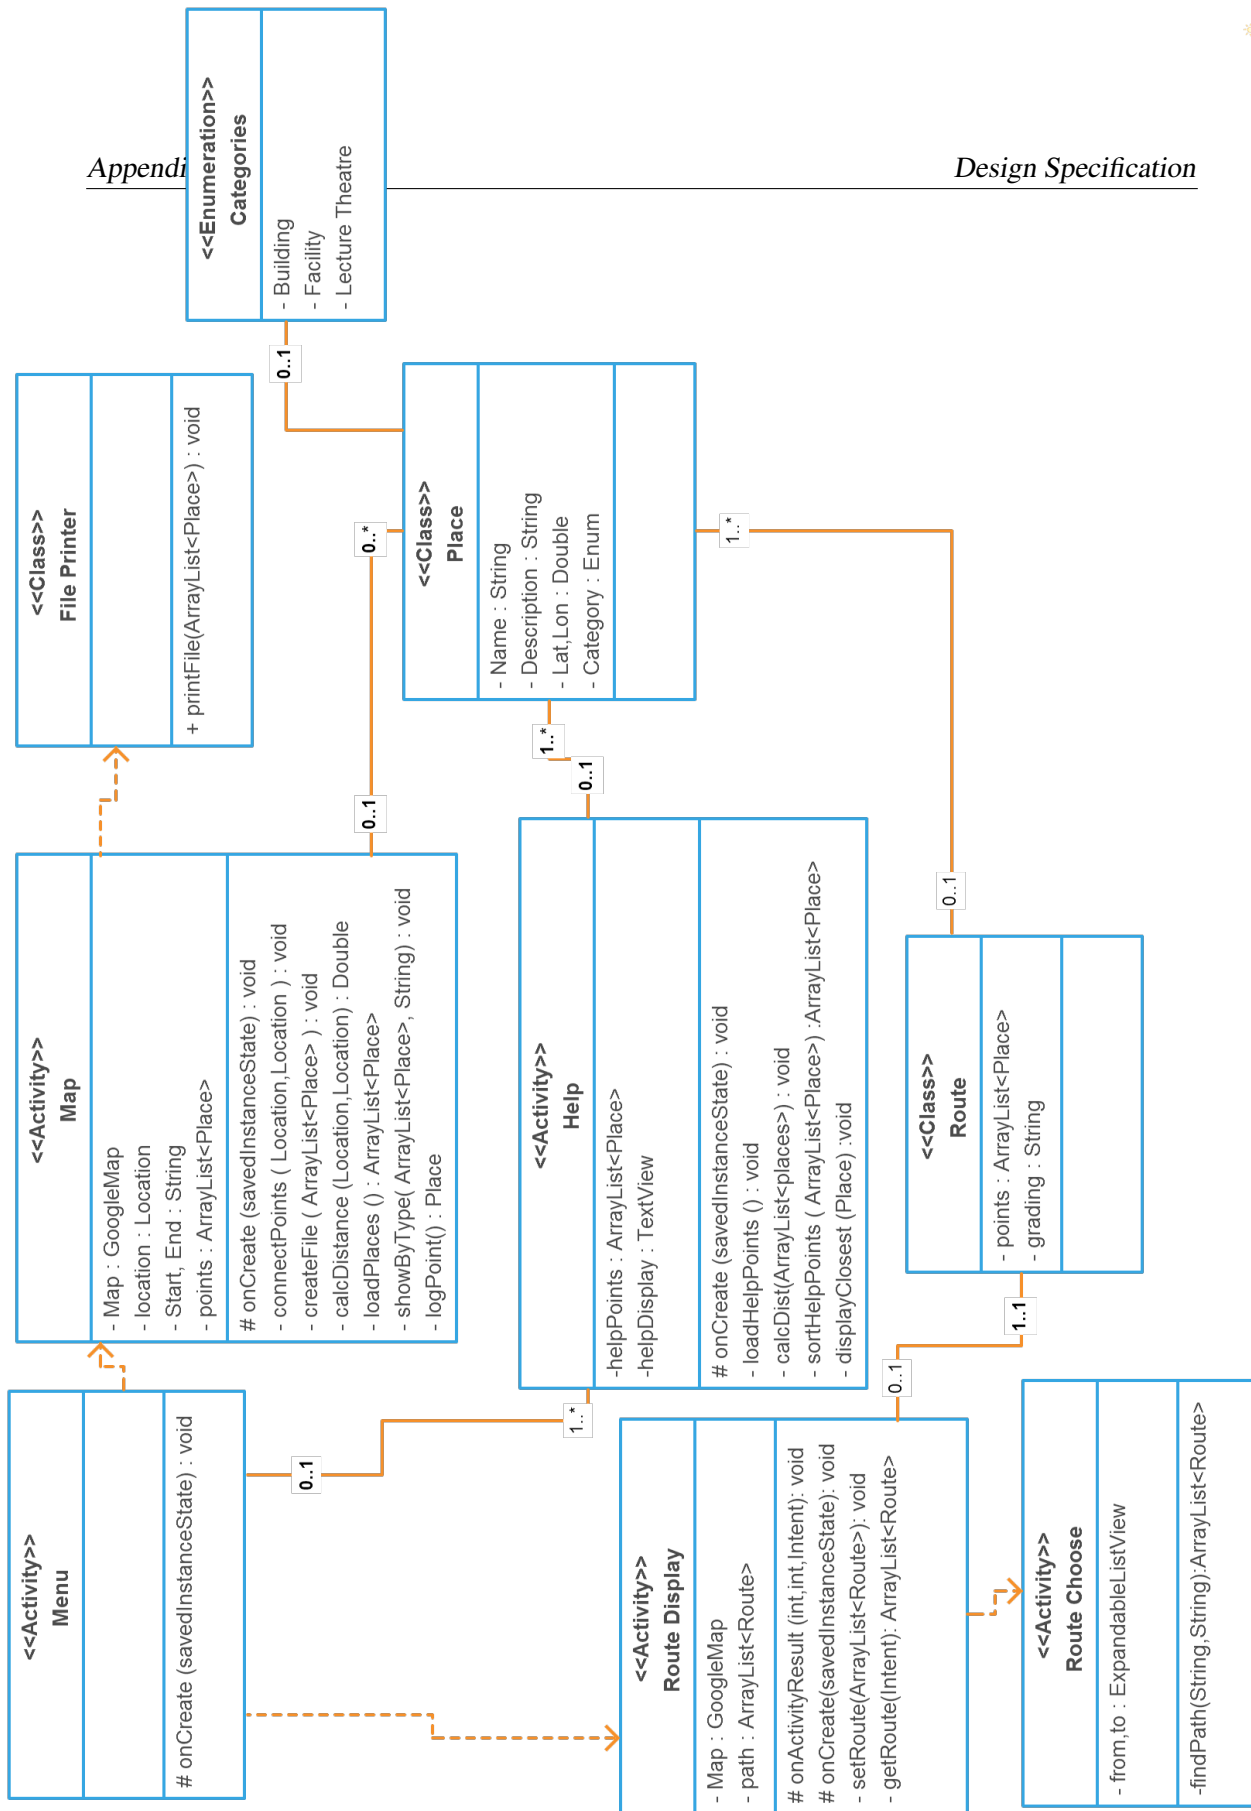 Appendi
Design Specification
<<Enumeration>>
Categories
- Building
- Facility
- Lecture Theatre
0..1
<<Class>>
File Printer
+ printFile(ArrayList<Place>) : void
<<Class>>
Place
- Name : String
- Description : String
- Lat,Lon : Double
- Category : Enum
0..*
0..1
1..*
0..1
1..*
0..1
<<Activity>>
Map
- Map : GoogleMap
- location : Location
- Start, End : String
- points : ArrayList<Place>
# onCreate (savedInstanceState) : void
- connectPoints ( Location,Location ) : void
- createFile ( ArrayList<Place> ) : void
- calcDistance (Location,Location) : Double
- loadPlaces () : ArrayList<Place>
- showByType( ArrayList<Place>, String) : void
- logPoint() : Place
<<Activity>>
Help
-helpPoints : ArrayList<Place>
-helpDisplay : TextView
# onCreate (savedInstanceState) : void
- loadHelpPoints () : void
- calcDist(ArrayList<places>) : void
- sortHelpPoints ( ArrayList<Place>) :ArrayList<Place>
- displayClosest (Place) :void
<<Class>>
Route
- points : ArrayList<Place>
- grading : String
1..1
0..1
<<Activity>>
Menu
# onCreate (savedInstanceState) : void
0..1
1..*
<<Activity>>
Route Display
- Map : GoogleMap
- path : ArrayList<Route>
# onActivityResult (int,int,Intent): void
# onCreate(savedInstanceState): void
- setRoute(ArrayList<Route>): void
- getRoute(Intent): ArrayList<Route>
<<Activity>>
Route Choose
- from,to : ExpandableListView
-findPath(String,String):ArrayList<Route>